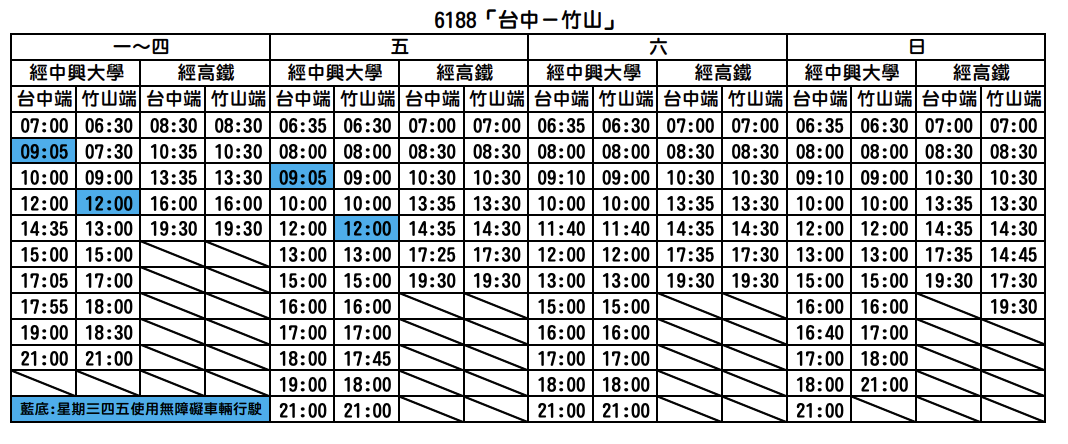 6188「台中－竹山」
一～四 五 六 日
經中興大學 經高鐵 經中興大學 經高鐵 經中興大學 經高鐵 經中興大學 經高鐵
台中端 竹山端 台中端 竹山端 台中端 竹山端 台中端 竹山端 台中端 竹山端 台中端 竹山端 台中端 竹山端 台中端 竹山端
07:00 06:30 08:30 08:30 06:35 06:30 07:00 07:00 06:35 06:30 07:00 07:00 06:35 06:30 07:00 07:00
09:05 07:30 10:35 10:30 08:00 08:00 08:30 08:30 08:00 08:00 08:30 08:30 08:00 08:00 08:30 08:30
10:00 09:00 13:35 13:30 09:05 09:00 10:30 10:30 09:10 09:00 10:30 10:30 09:10 09:00 10:30 10:30
12:00 12:00 16:00 16:00 10:00 10:00 13:35 13:30 10:00 10:00 13:35 13:30 10:00 10:00 13:35 13:30
14:35 13:00 19:30 19:30 12:00 12:00 14:35 14:30 11:40 11:40 14:35 14:30 12:00 12:00 14:35 14:30
15:00 15:00 13:00 13:00 17:25 17:30 12:00 12:00 17:35 17:30 13:00 13:00 17:35 14:45
17:05 17:00 15:00 15:00 19:30 19:30 13:00 13:00 19:30 19:30 15:00 15:00 19:30 17:30
17:55 18:00 16:00 16:00 15:00 15:00 16:00 16:00 19:30
19:00 18:30 17:00 17:00 16:00 16:00 16:40 17:00
21:00 21:00 18:00 17:45 17:00 17:00 17:00 18:00
19:00 18:00 18:00 18:00 18:00 21:00
藍底:星期三四五使用無障礙車輛行駛 21:00 21:00 21:00 21:00 21:00